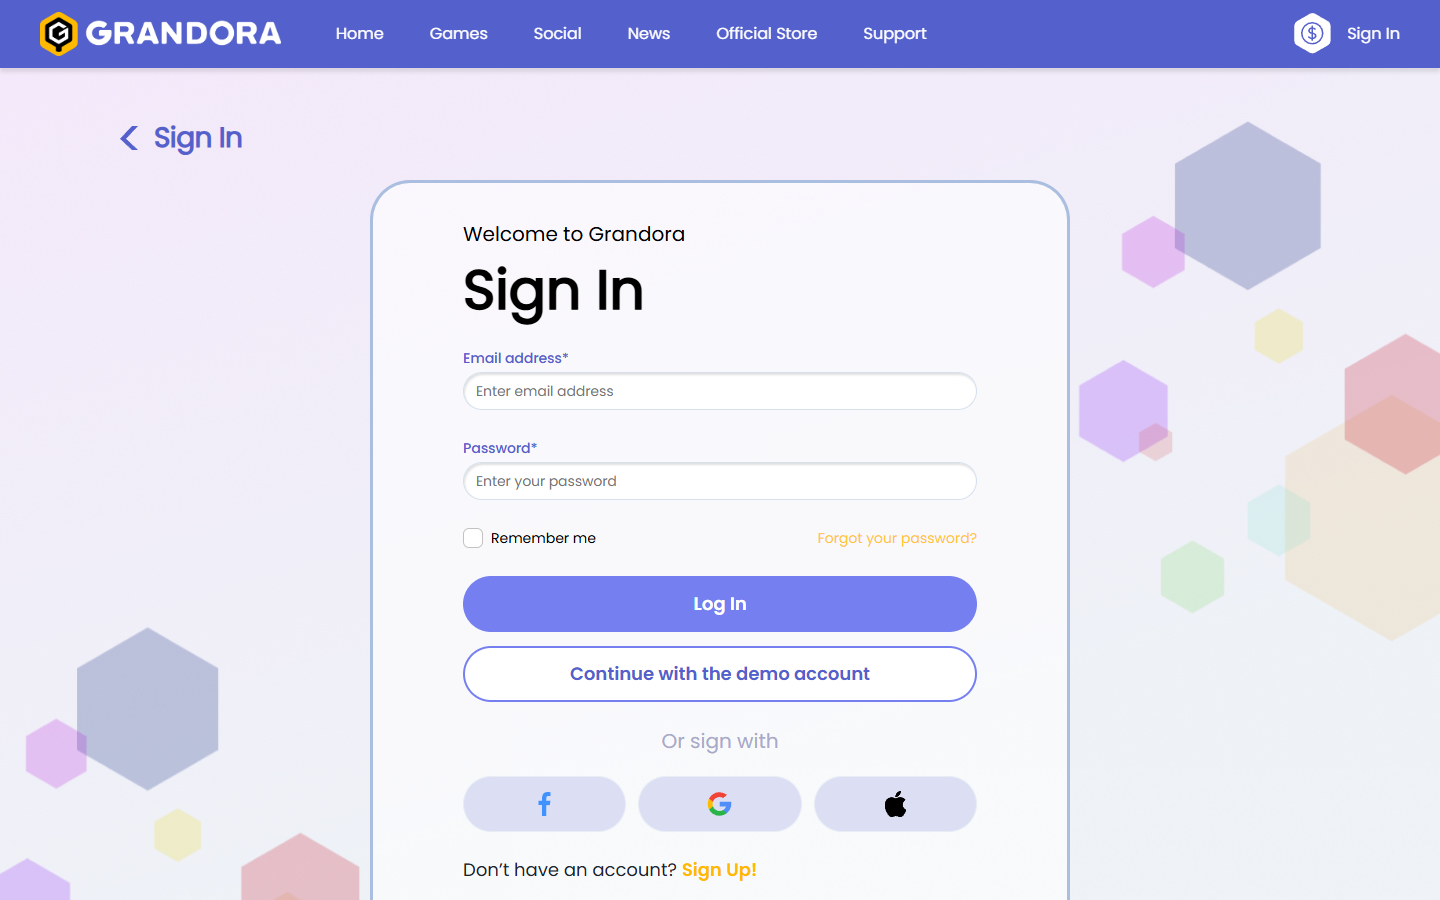 GRANDORA
Home
Games
Social
News
Official Store
Support
Sign In
Sign In
Welcome to Grandora
Sign In
Email address*
Enter email address
Password*
Enter your password
Remember me
Forgot your password?
Log In
Continue with the demo account
Or sign with
Don’t have an account? Sign Up!